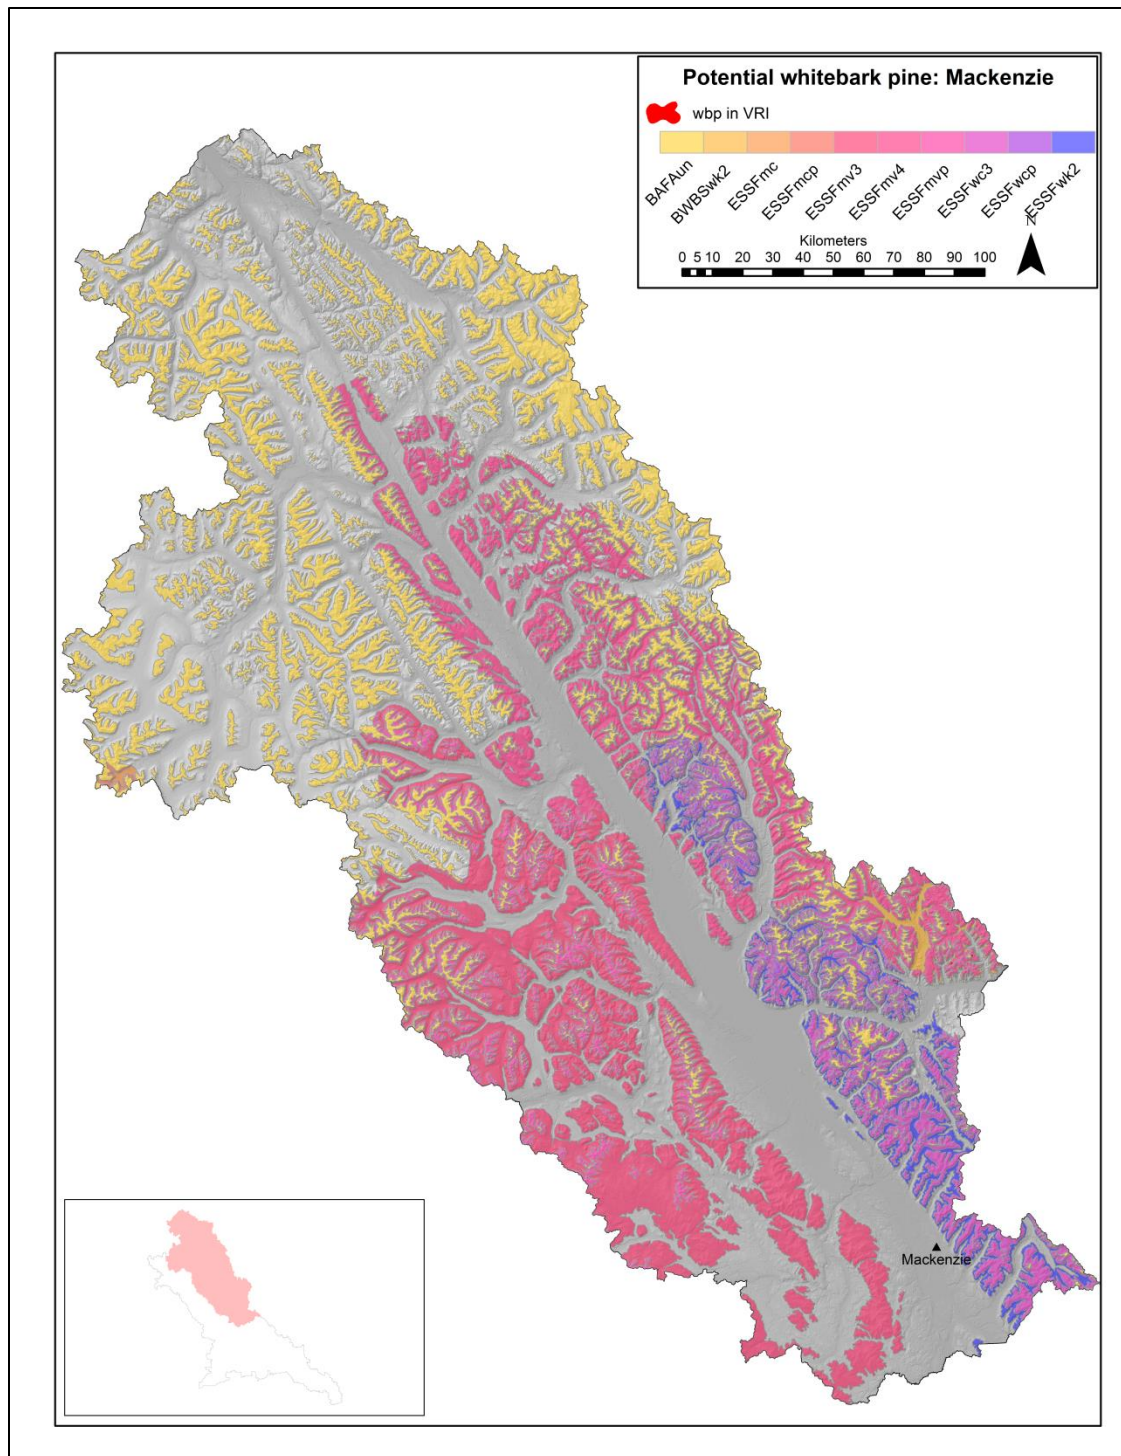 Potential whitebark pine: Mackenzie
wbp in VRI
BAFAun
BWBSwk2
ESSFmc
ESSFmcp
ESSFmv3
ESSFmv4
ESSFmvp
ESSFwc3
ESSFwcp
ESSFwk2
N
Kilometers
0 5 10 20 30 40 50 60 70 80 90 100
Mackenzie